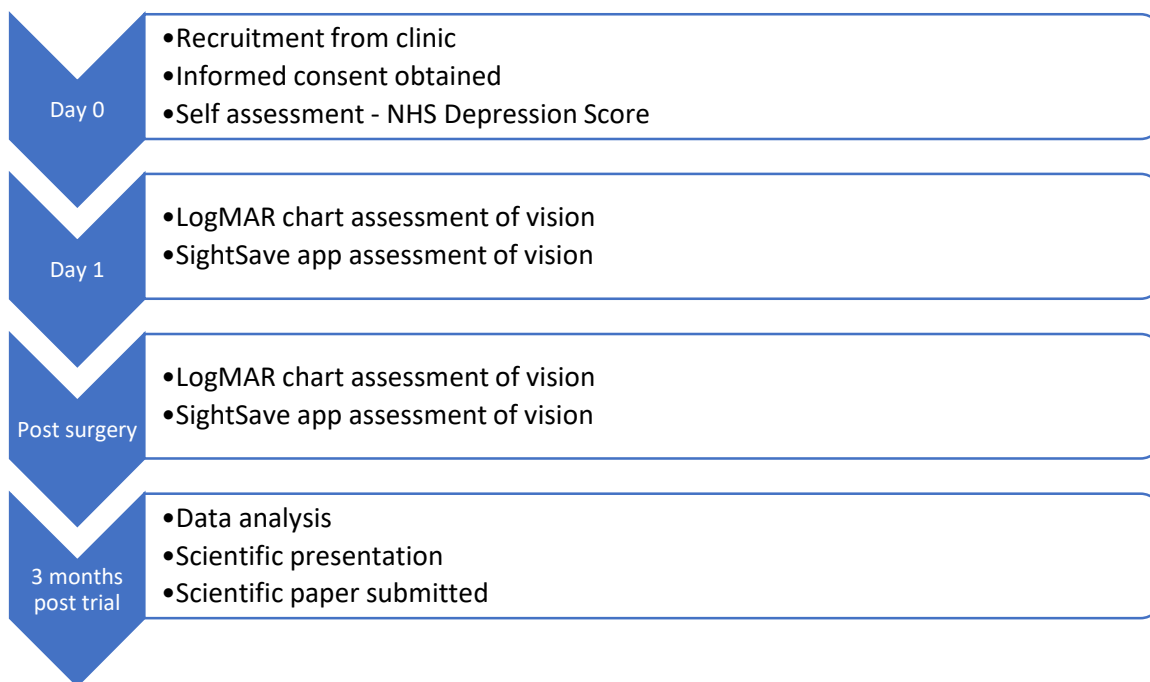 Day 0
•Recruitment from clinic
•Informed consent obtained
•Self assessment - NHS Depression Score
Day 1
•LogMAR chart assessment of vision
•SightSave app assessment of vision
Post surgery
•LogMAR chart assessment of vision
•SightSave app assessment of vision
3 months
post trial
•Data analysis
•Scientific presentation
•Scientific paper submitted